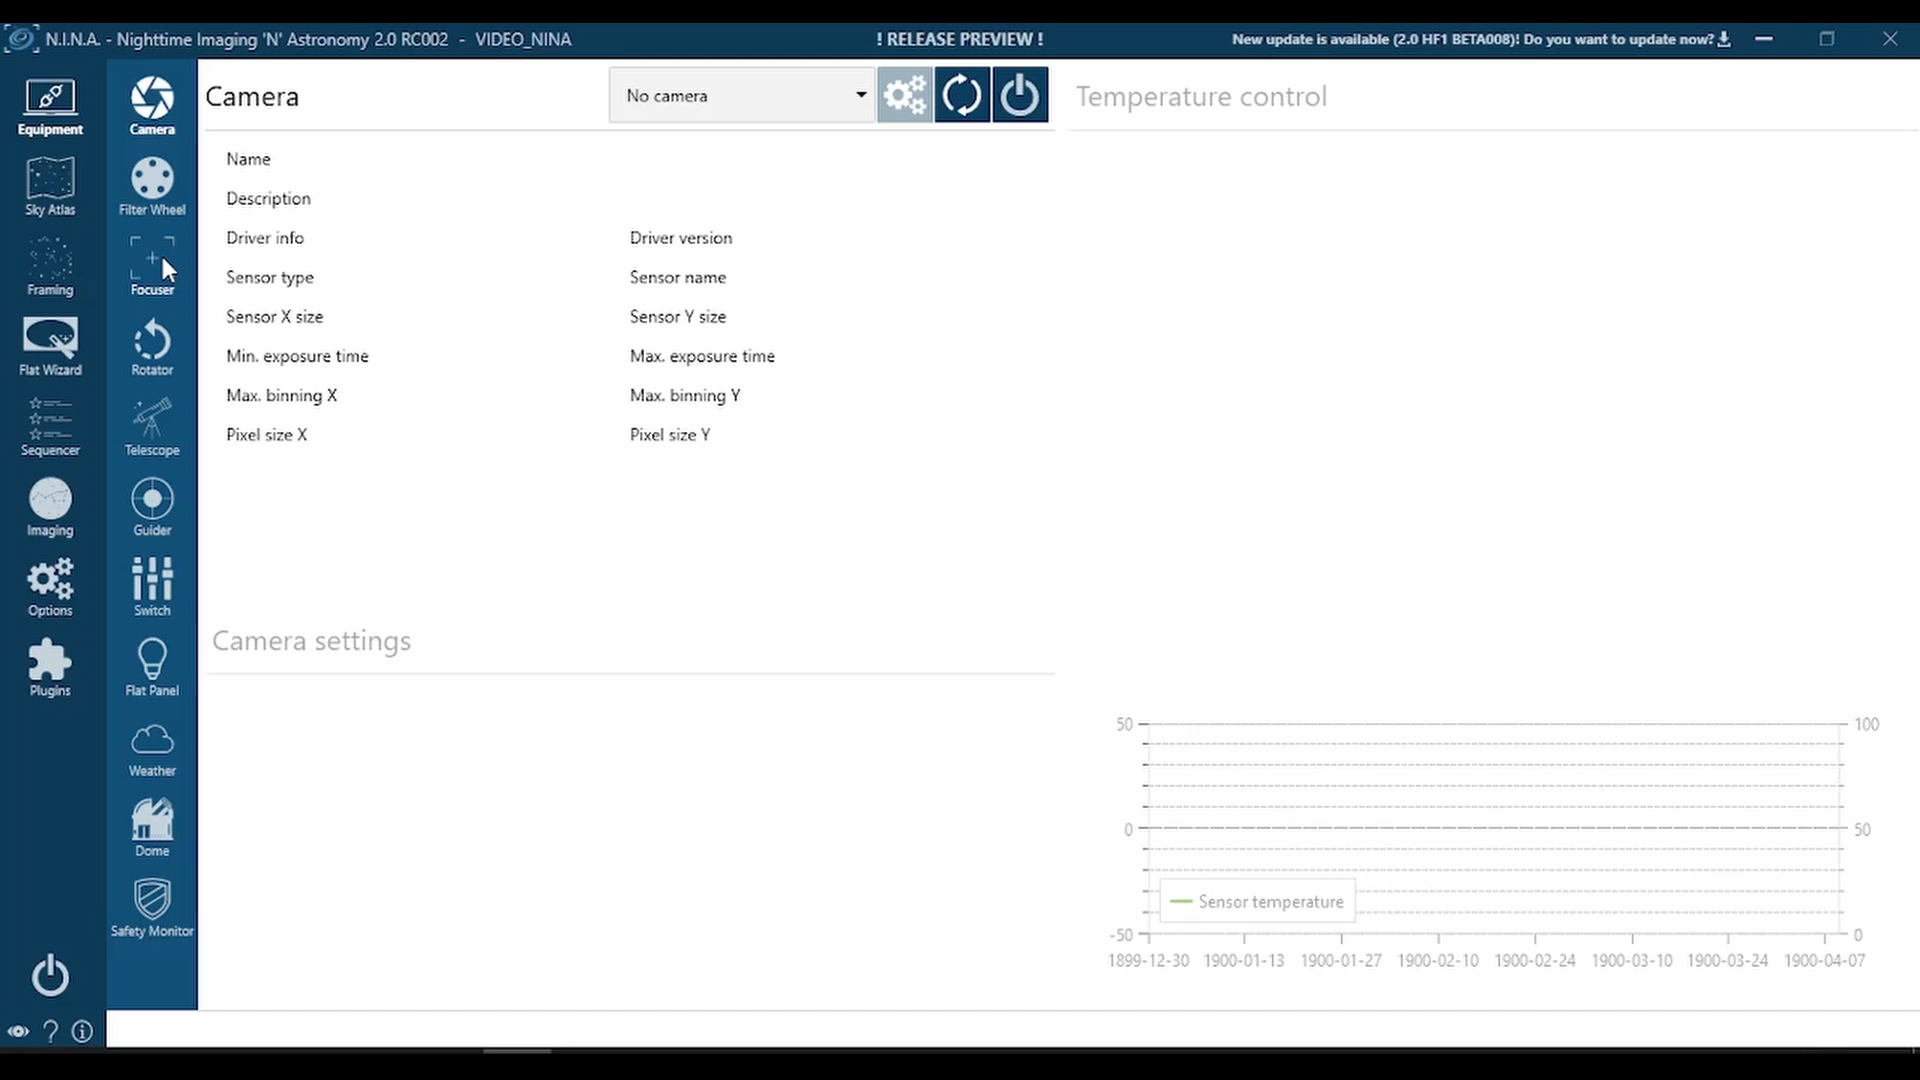 N.I.N.A. - Nighttime Imaging 'N' Astronomy 2.0 RC002 - VIDEO_NINA
! RELEASE PREVIEW !
New update is available (2.0 HF1 BETA008)! Do you want to update now?
Equipment
Sky Atlas
Framing
Flat Wizard
Sequencer
Imaging
Options
Plugins
Camera
Filter Wheel
Focuser
Rotator
Telescope
Guider
Switch
Flat Panel
Weather
Dome
Safety Monitor
Camera
No camera
Name
Description
Driver info
Driver version
Sensor type
Sensor name
Sensor X size
Sensor Y size
Min. exposure time
Max. exposure time
Max. binning X
Max. binning Y
Pixel size X
Pixel size Y
Camera settings
Temperature control
50
0
-50
100
50
0
Sensor temperature
1899-12-30 1900-01-13 1900-01-27 1900-02-10 1900-02-24 1900-03-10 1900-03-24 1900-04-07